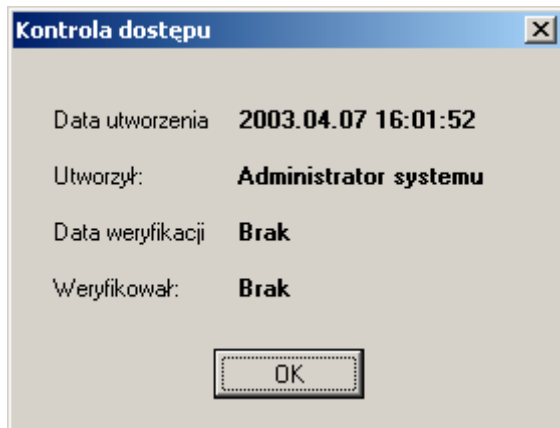 Kontrola dostępu
Data utworzenia 2003.04.07 16:01:52
Utworzył: Administrator systemu
Data weryfikacji Brak
Weryfikował: Brak
OK